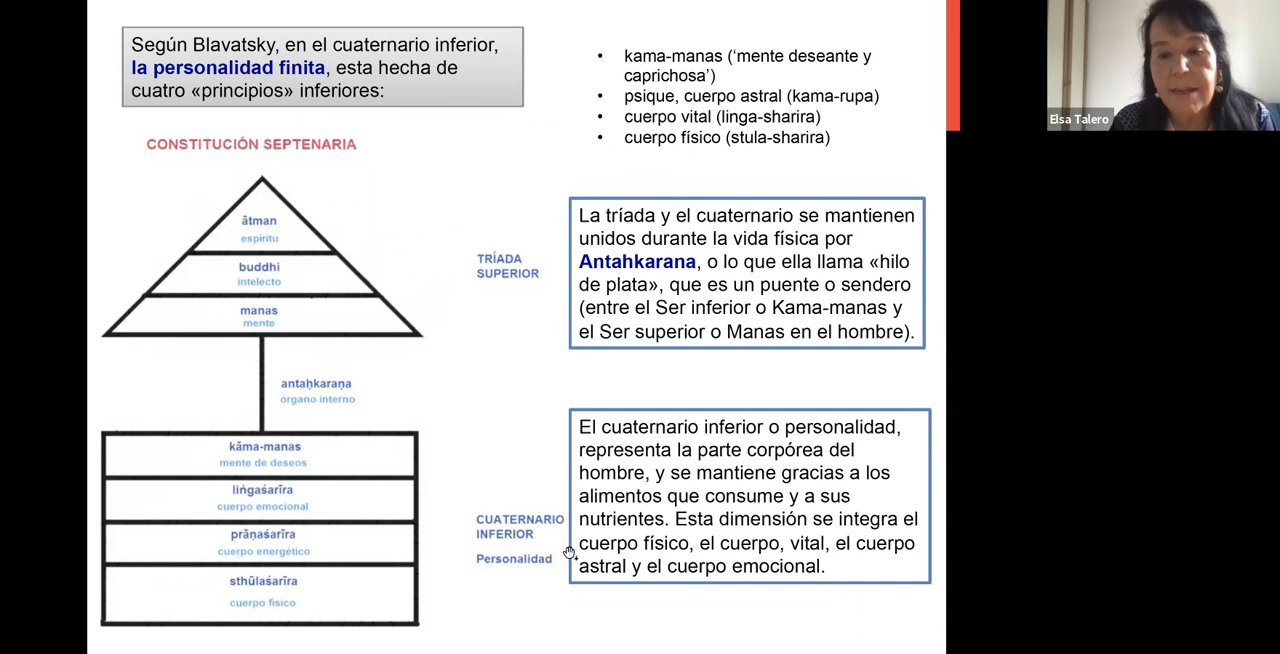 Según Blavatsky, en el cuaternario inferior,
la personalidad finita, esta hecha de
cuatro «principios» inferiores:
• kama-manas (‘mente deseante y
caprichosa’)
• psique, cuerpo astral (kama-rupa)
• cuerpo vital (linga-sharira)
• cuerpo físico (stula-sharira)
Elsa Talero
CONSTITUCIÓN SEPTENARIA
ātman
espíritu
buddhi
intelecto
manas
mente
antaḥkaraṇa
órgano interno
kāma-manas
mente de deseos
liṅgaśarīra
cuerpo emocional
prāṇaśarīra
cuerpo energético
sthūlaśarīra
cuerpo físico
TRÍADA
SUPERIOR
La tríada y el cuaternario se mantienen
unidos durante la vida física por
Antahkarana, o lo que ella llama «hilo
de plata», que es un puente o sendero
(entre el Ser inferior o Kama-manas y
el Ser superior o Manas en el hombre).
CUATERNARIO
INFERIOR
Personalidad
El cuaternario inferior o personalidad,
representa la parte corpórea del
hombre, y se mantiene gracias a los
alimentos que consume y a sus
nutrientes. Esta dimensión se integra el
cuerpo físico, el cuerpo, vital, el cuerpo
astral y el cuerpo emocional.